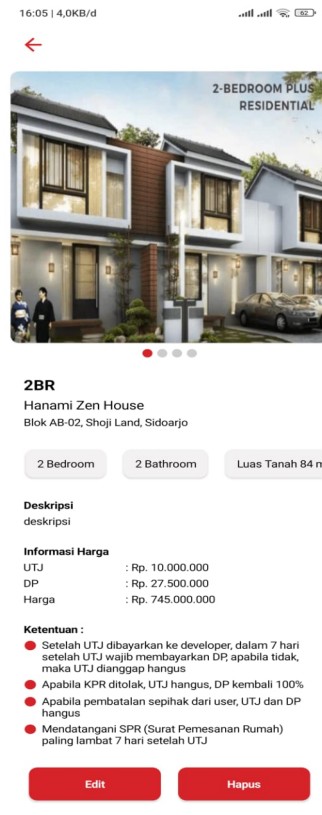 16:05 | 4,0KB/d
62
2-BEDROOM PLUS
RESIDENTIAL
2BR
Hanami Zen House
Blok AB-02, Shoji Land, Sidoarjo
2 Bedroom
2 Bathroom
Luas Tanah 84 m
Deskripsi
deskripsi
Informasi Harga
UTJ : Rp. 10.000.000
DP : Rp. 27.500.000
Harga : Rp. 745.000.000
Ketentuan :
Setelah UTJ dibayarkan ke developer, dalam 7 hari
setelah UTJ wajib membayarkan DP, apabila tidak,
maka UTJ dianggap hangus
Apabila KPR ditolak, UTJ hangus, DP kembali 100%
Apabila pembatalan sepihak dari user, UTJ dan DP
hangus
Mendatangani SPR (Surat Pemesanan Rumah)
paling lambat 7 hari setelah UTJ
Edit
Hapus